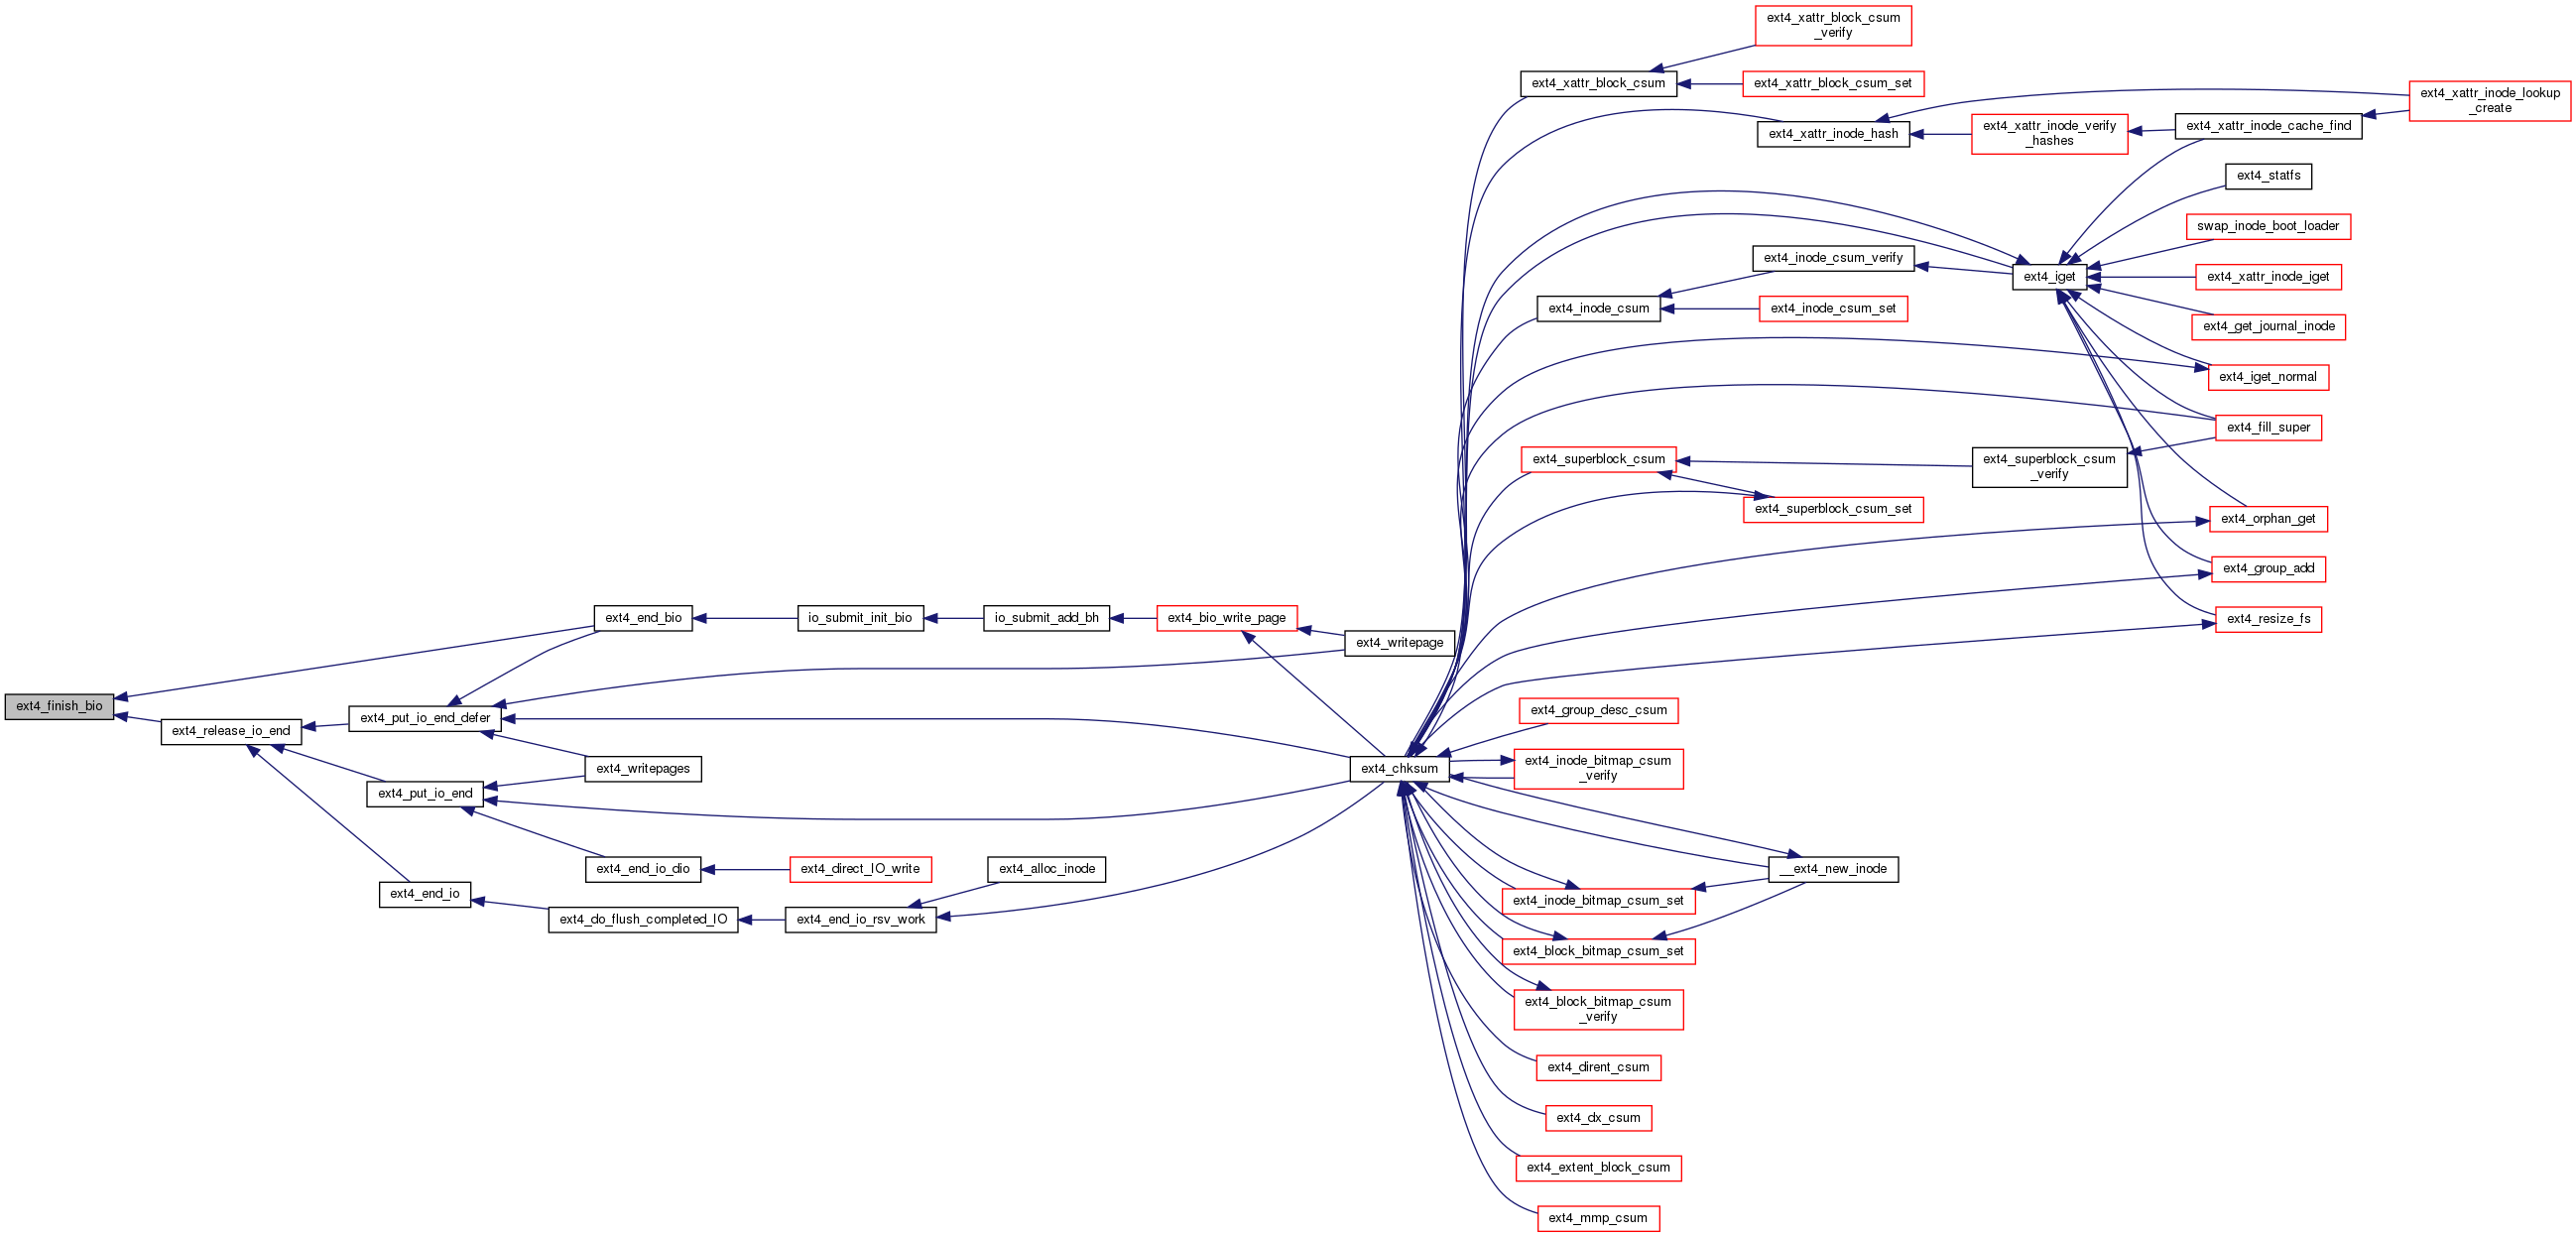 ext4_xattr_block_csum
_verify
ext4_xattr_block_csum
ext4_xattr_block_csum_set
ext4_xattr_inode_lookup
_create
ext4_xattr_inode_hash
ext4_xattr_inode_verify
_hashes
ext4_xattr_inode_cache_find
ext4_statfs
swap_inode_boot_loader
ext4_inode_csum_verify
ext4_iget
ext4_xattr_inode_iget
ext4_inode_csum
ext4_inode_csum_set
ext4_get_journal_inode
ext4_iget_normal
ext4_fill_super
ext4_superblock_csum
ext4_superblock_csum
_verify
ext4_superblock_csum_set
ext4_orphan_get
ext4_group_add
ext4_resize_fs
ext4_end_bio
io_submit_init_bio
io_submit_add_bh
ext4_bio_write_page
ext4_writepage
ext4_finish_bio
ext4_release_io_end
ext4_put_io_end_defer
ext4_group_desc_csum
ext4_writepages
ext4_chksum
ext4_inode_bitmap_csum
_verify
ext4_put_io_end
ext4_end_io_dio
ext4_direct_IO_write
ext4_alloc_inode
__ext4_new_inode
ext4_end_io
ext4_do_flush_completed_IO
ext4_end_io_rsv_work
ext4_inode_bitmap_csum_set
ext4_block_bitmap_csum_set
ext4_block_bitmap_csum
_verify
ext4_dirent_csum
ext4_dx_csum
ext4_extent_block_csum
ext4_mmp_csum